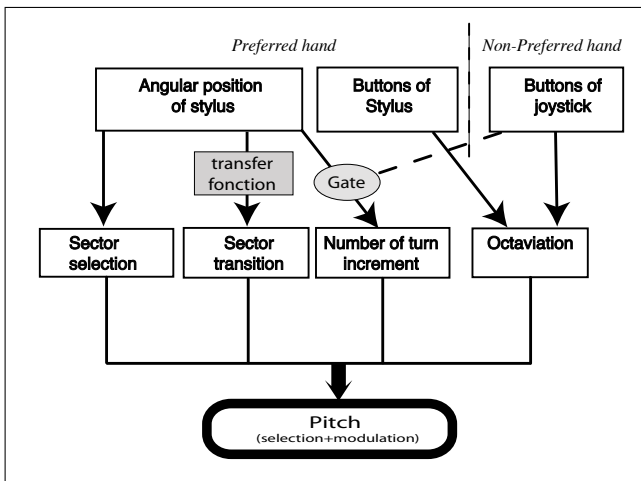 Preferred hand
Non-Preferred hand
Angular position
of stylus
Buttons of
Stylus
Buttons of
joystick
transfer
fonction
Gate
Sector
selection
Sector
transition
Number of turn
increment
Octaviation
Pitch
(selection+modulation)